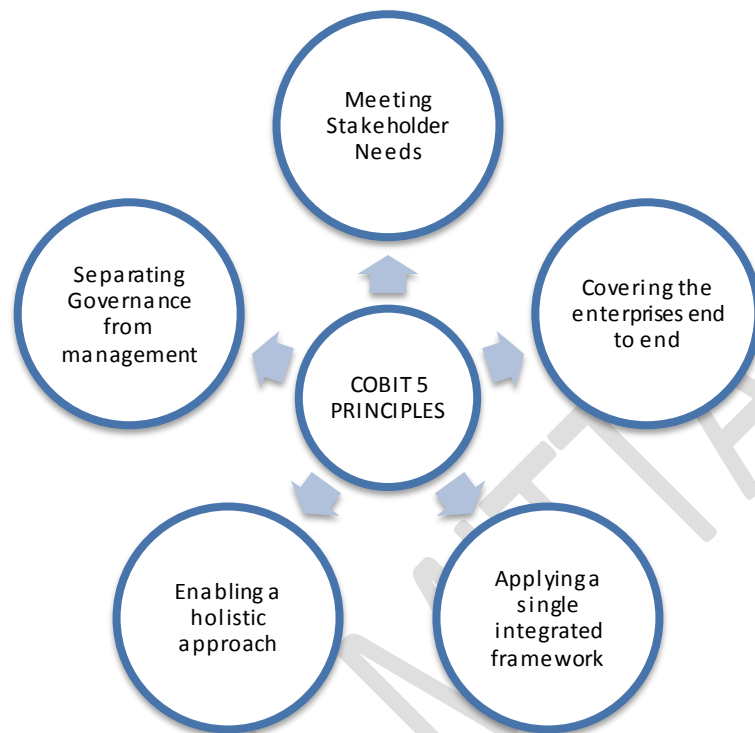 Meeting
Stakeholder
Needs
Covering the
enterprises end
to end
Applying a
single
integrated
framework
Enabling a
holistic
approach
Separating
Governance
from
management
COBIT 5
PRINCIPLES